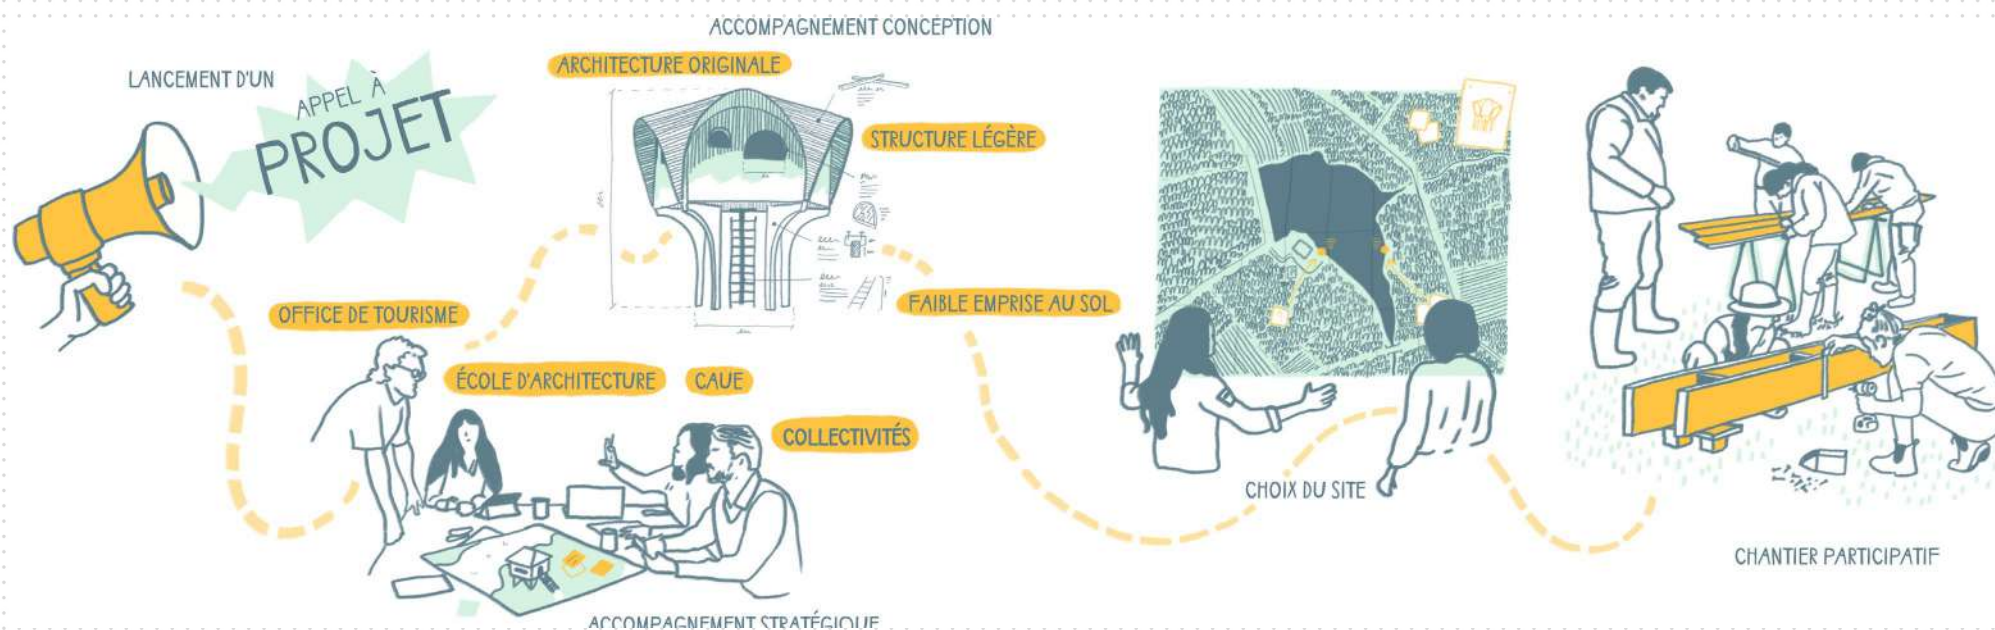 LANCEMENT D'UN
APPEL À
PROJET
OFFICE DE TOURISME
ÉCOLE D'ARCHITECTURE
CAUE
COLLECTIVITÉS
ACCOMPAGNEMENT STRATÉGIQUE
ACCOMPAGNEMENT CONCEPTION
ARCHITECTURE ORIGINALE
STRUCTURE LÉGÈRE
FAIBLE EMPRISE AU SOL
CHOIX DU SITE
CHANTIER PARTICIPATIF